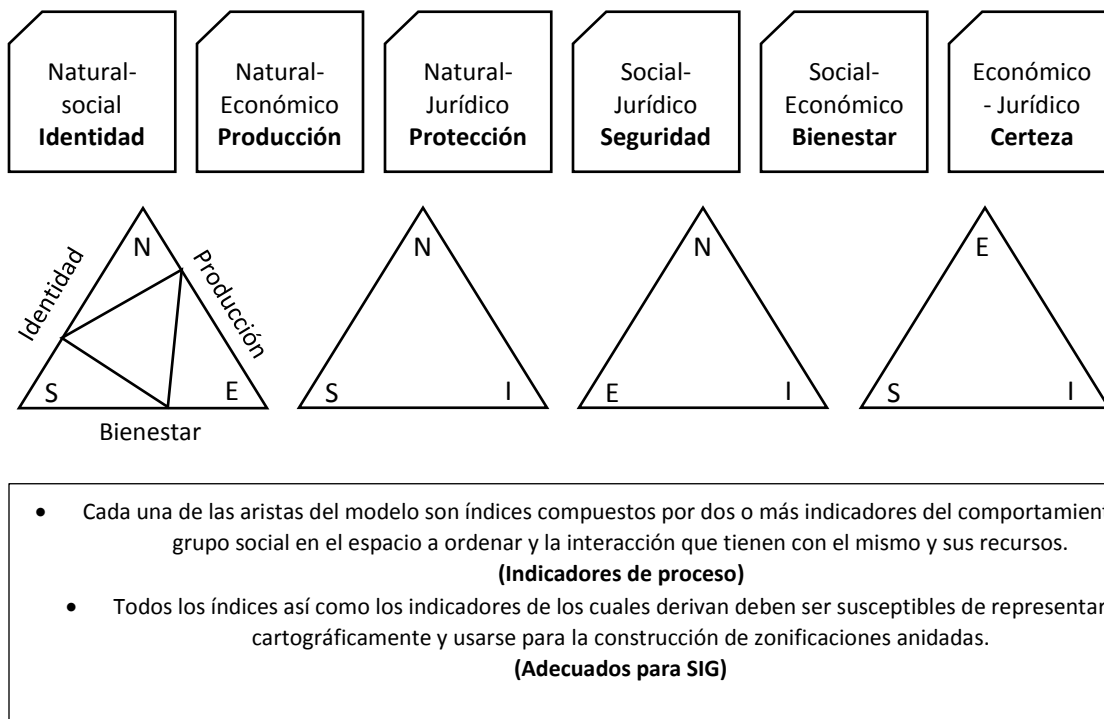 Natural-
social
Identidad
Natural-
Económico
Producción
Natural-
Jurídico
Protección
Social-
Jurídico
Seguridad
Social-
Económico
Bienestar
Económico
- Jurídico
Certeza
N
Identidad
Producción
S
E
Bienestar
N
S
I
N
E
I
E
S
I
• Cada una de las aristas del modelo son índices compuestos por dos o más indicadores del comportamien
grupo social en el espacio a ordenar y la interacción que tienen con el mismo y sus recursos.
(Indicadores de proceso)
• Todos los índices así como los indicadores de los cuales derivan deben ser susceptibles de representar
cartográficamente y usarse para la construcción de zonificaciones anidadas.
(Adecuados para SIG)